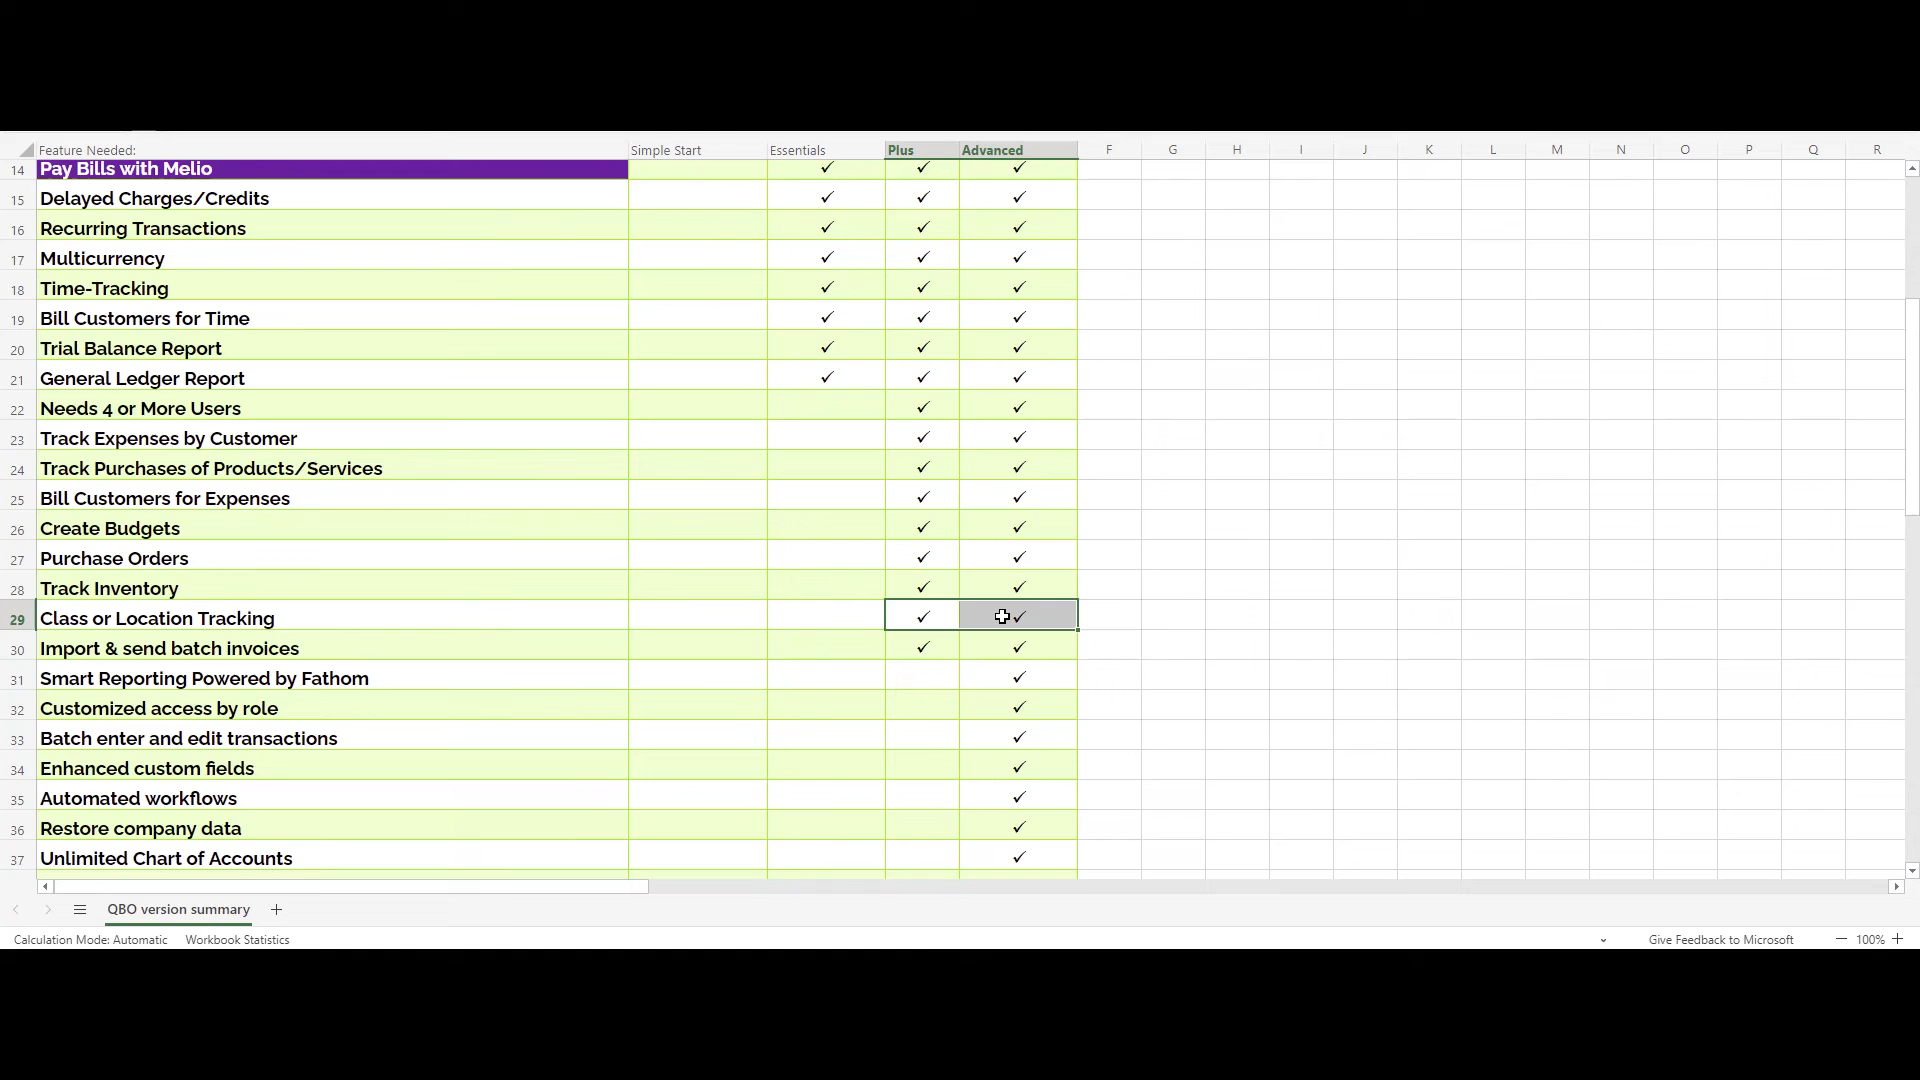 Feature Needed: Simple Start Essentials Plus Advanced F G H I J K L M N O P Q R
14 Pay Bills with Melio ✓ ✓ ✓
15 Delayed Charges/Credits ✓ ✓ ✓
16 Recurring Transactions ✓ ✓ ✓
17 Multicurrency ✓ ✓ ✓
18 Time-Tracking ✓ ✓ ✓
19 Bill Customers for Time ✓ ✓ ✓
20 Trial Balance Report ✓ ✓ ✓
21 General Ledger Report ✓ ✓ ✓
22 Needs 4 or More Users ✓ ✓
23 Track Expenses by Customer ✓ ✓
24 Track Purchases of Products/Services ✓ ✓
25 Bill Customers for Expenses ✓ ✓
26 Create Budgets ✓ ✓
27 Purchase Orders ✓ ✓
28 Track Inventory ✓ ✓
29 Class or Location Tracking ✓ ✓
30 Import & send batch invoices ✓ ✓
31 Smart Reporting Powered by Fathom ✓
32 Customized access by role ✓
33 Batch enter and edit transactions ✓
34 Enhanced custom fields ✓
35 Automated workflows ✓
36 Restore company data ✓
37 Unlimited Chart of Accounts ✓
QBO version summary
Calculation Mode: Automatic Workbook Statistics Give Feedback to Microsoft 100%